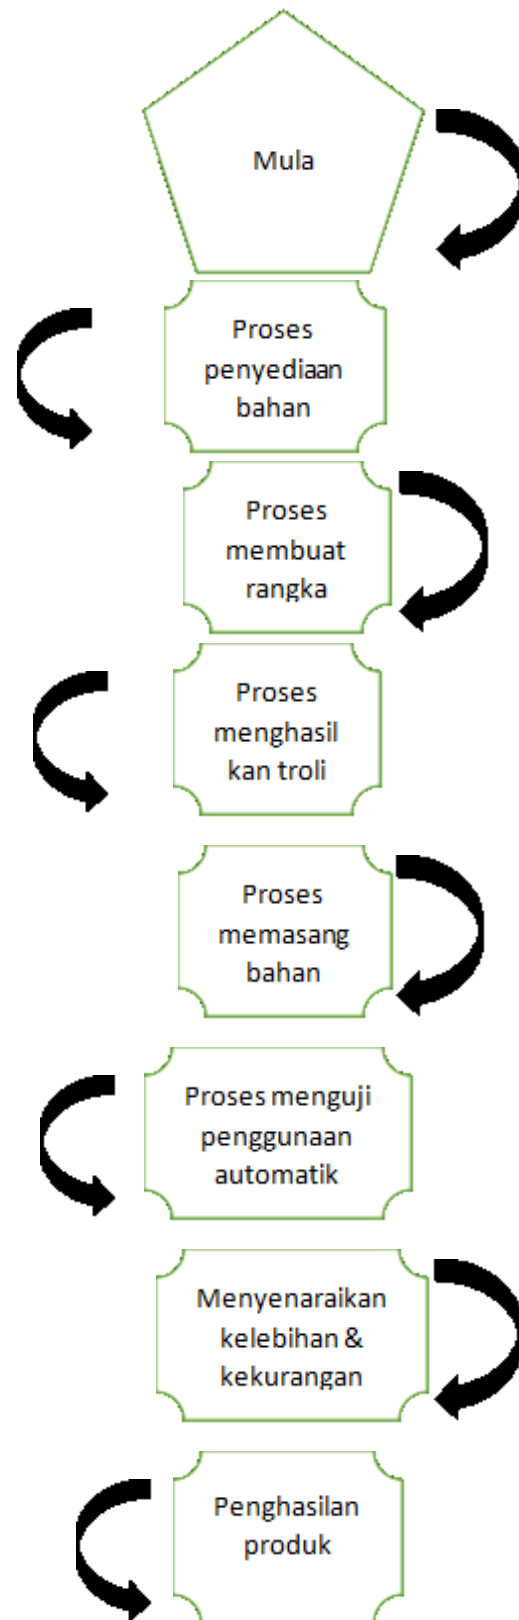 Mula
Proses
penyediaan
bahan
Proses
membuat
rangka
Proses
menghasil
kan troli
Proses
memasang
bahan
Proses menguji
penggunaan
automatik
Menyenaraikan
kelebihan &
kekurangan
Penghasilan
produk